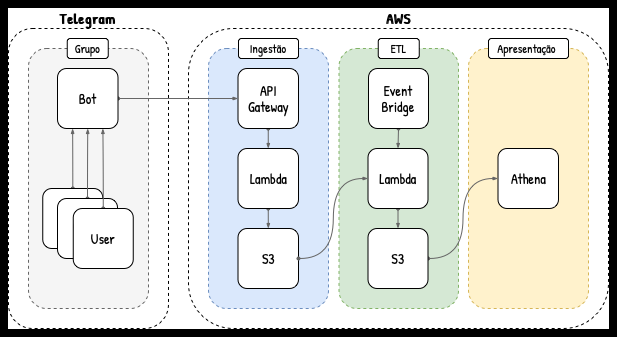 Telegram
AWS
Grupo
Ingestão
ETL
Apresentação
Bot
API
Gateway
Event
Bridge
Lambda
Lambda
Athena
User
S3
S3